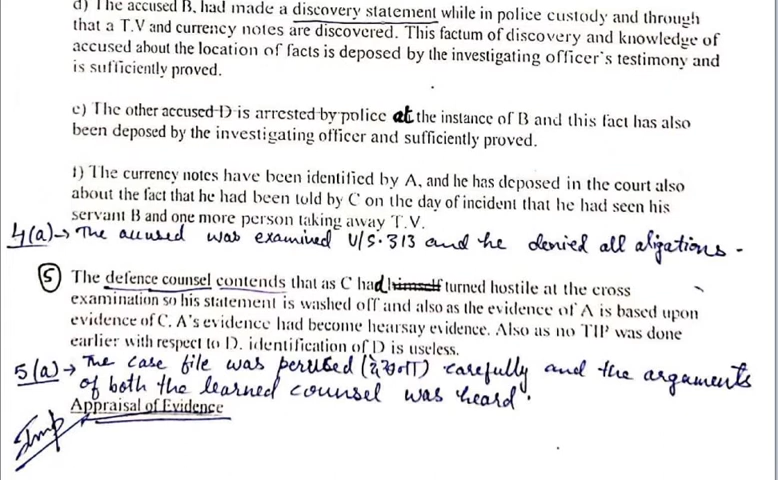 d) The accused B, had made a discovery statement while in police custody and through
that a T.V and currency notes are discovered. This factum of discovery and knowledge of
accused about the location of facts is deposed by the investigating officer's testimony and
is sufficiently proved.
e) The other accused D is arrested by police at the instance of B and this fact has also
been deposed by the investigating officer and sufficiently proved.
f) The currency notes have been identified by A, and he has deposed in the court also
about the fact that he had been told by C on the day of incident that he had seen his
servant B and one more person taking away T.V.
4(a)→ The accused was examined U/S. 313 and he denied all aligations -
5 The defence counsel contends that as C had himself turned hostile at the cross
examination so his statement is washed off and also as the evidence of A is based upon
evidence of C. A's evidence had become hearsay evidence. Also as no TIP was done
earlier with respect to D. identification of D is useless.
5(a)→ The case file was perused (देखना) carefully and the arguments
of both the learned counsel was heard.
Appraisal of Evidence
Imp